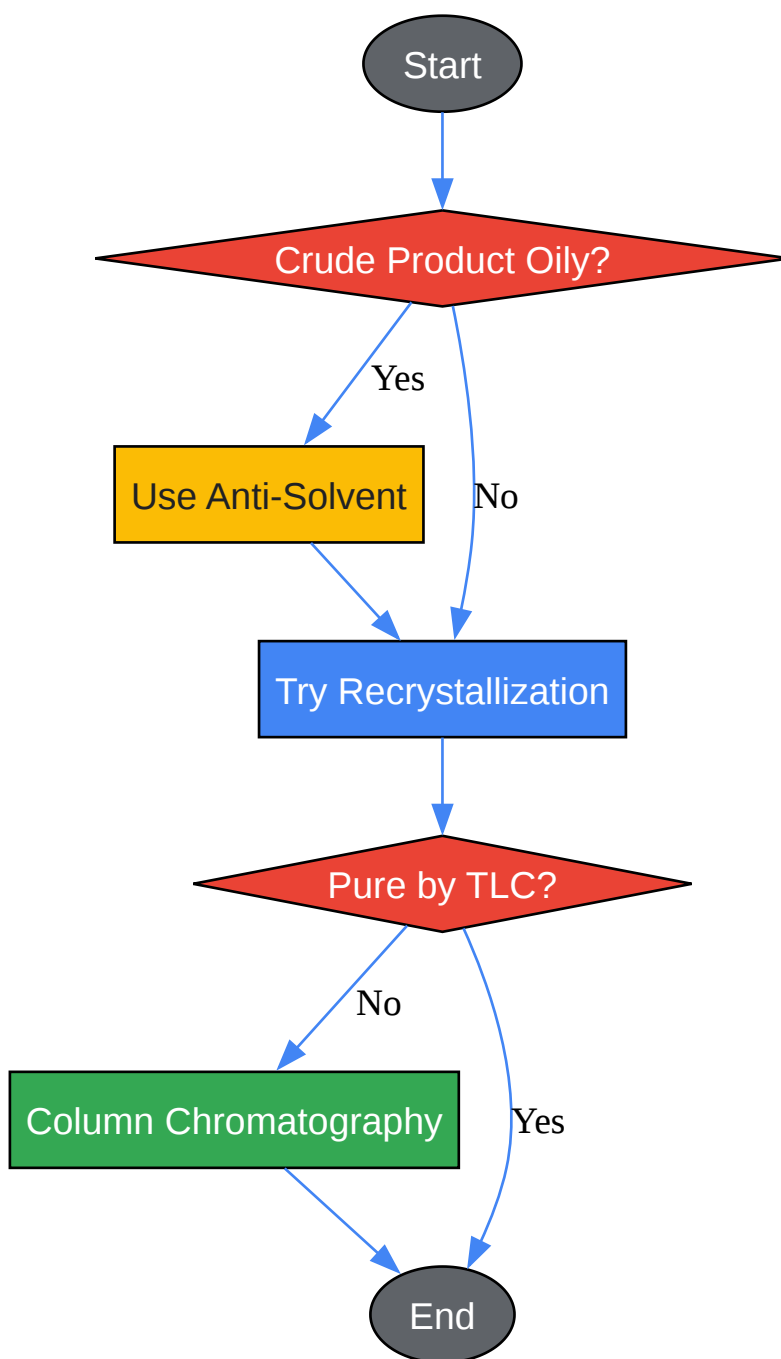 Start
Crude Product Oily?
Yes
Use Anti-Solvent
No
Try Recrystallization
Pure by TLC?
No
Column Chromatography
Yes
End